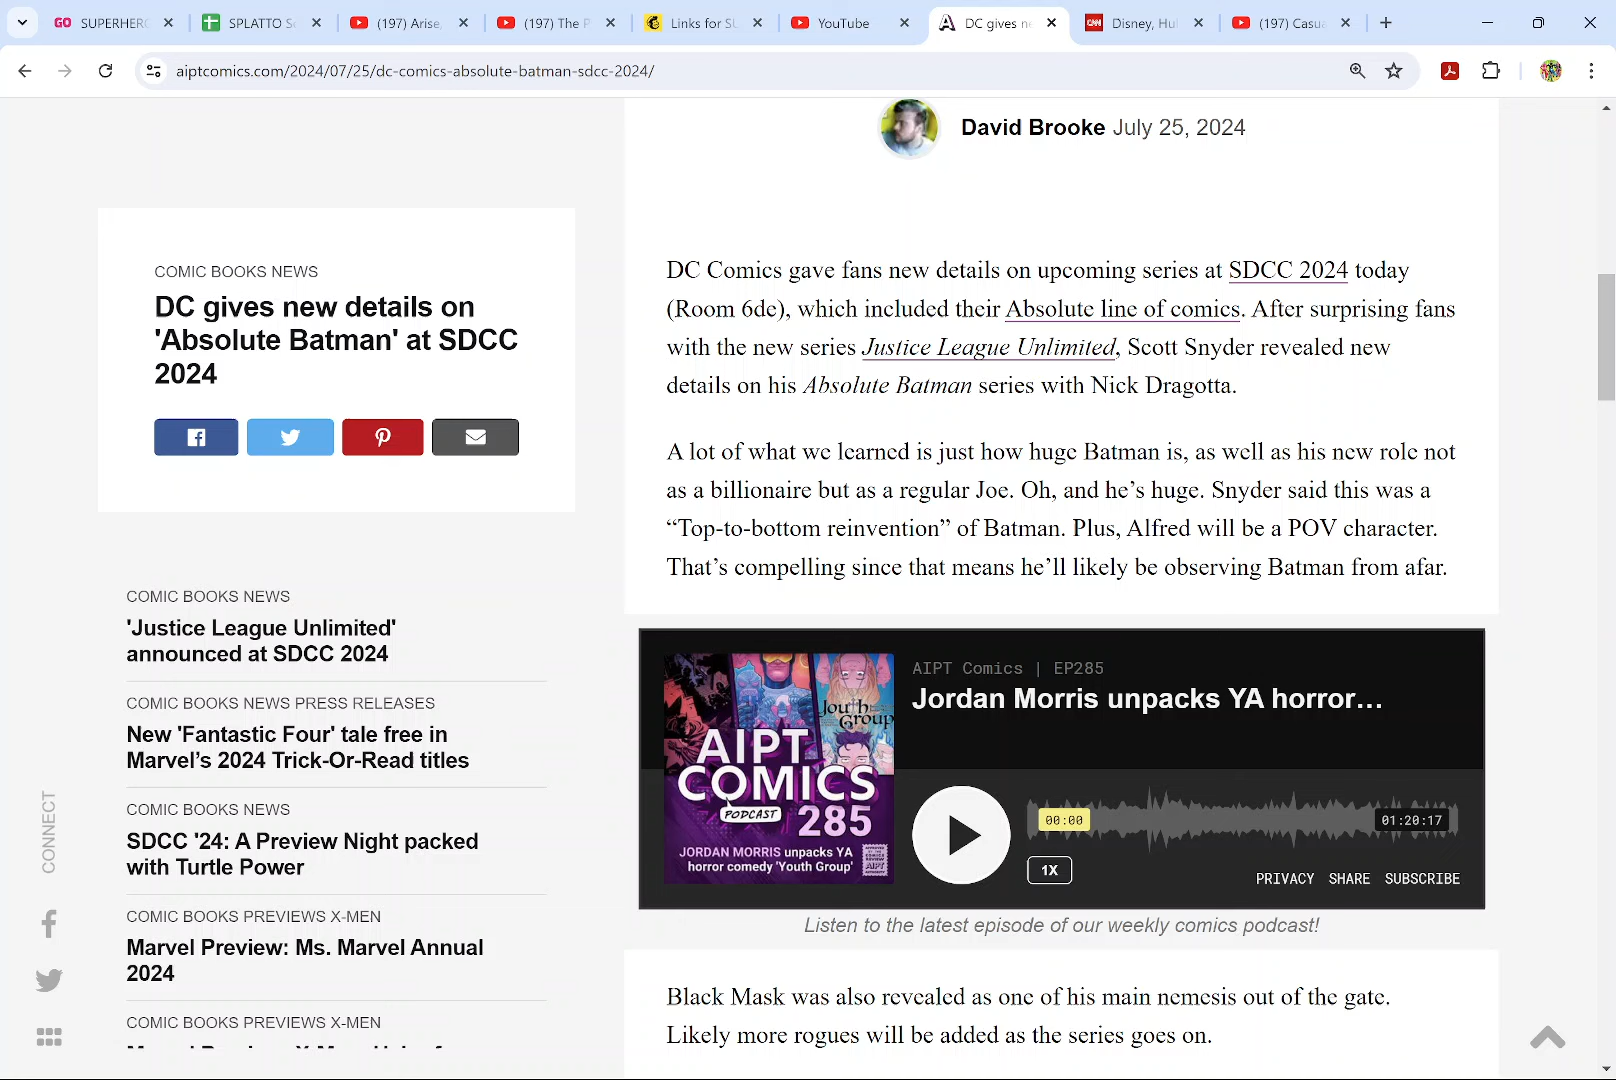 SUPERHERO
SPLATTO Sc
(197) Arise,
(197) The P
Links for SU
YouTube
DC gives ne
CNN
Disney, Hul
(197) Casua
aiptcomics.com/2024/07/25/dc-comics-absolute-batman-sdcc-2024/
David Brooke July 25, 2024
COMIC BOOKS NEWS
DC gives new details on
'Absolute Batman' at SDCC
2024
DC Comics gave fans new details on upcoming series at SDCC 2024 today
(Room 6de), which included their Absolute line of comics. After surprising fans
with the new series Justice League Unlimited, Scott Snyder revealed new
details on his Absolute Batman series with Nick Dragotta.
A lot of what we learned is just how huge Batman is, as well as his new role not
as a billionaire but as a regular Joe. Oh, and he’s huge. Snyder said this was a
“Top-to-bottom reinvention” of Batman. Plus, Alfred will be a POV character.
That’s compelling since that means he’ll likely be observing Batman from afar.
COMIC BOOKS NEWS
'Justice League Unlimited'
announced at SDCC 2024
COMIC BOOKS NEWS PRESS RELEASES
New 'Fantastic Four' tale free in
Marvel’s 2024 Trick-Or-Read titles
COMIC BOOKS NEWS
SDCC '24: A Preview Night packed
with Turtle Power
COMIC BOOKS PREVIEWS X-MEN
Marvel Preview: Ms. Marvel Annual
2024
COMIC BOOKS PREVIEWS X-MEN
CONNECT
AIPT Comics | EP285
Jordan Morris unpacks YA horror...
Youth
Group
AIPT
COMICS
PODCAST 285
JORDAN MORRIS unpacks YA
horror comedy 'Youth Group'
00:00
01:20:17
1X
PRIVACY SHARE SUBSCRIBE
Listen to the latest episode of our weekly comics podcast!
Black Mask was also revealed as one of his main nemesis out of the gate.
Likely more rogues will be added as the series goes on.